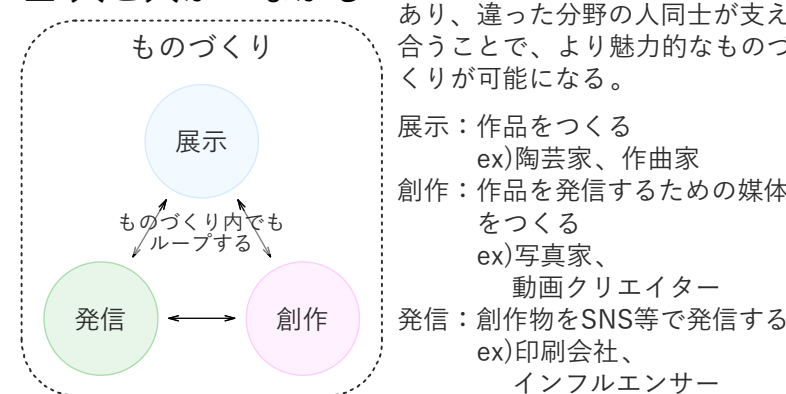 ものづくり
展示
ものづくり内でも
ループする
発信
創作
あり、違った分野の人同士が支え
合うことで、より魅力的なものつ
くりが可能になる。
展示：作品をつくる
ex)陶芸家、作曲家
創作：作品を発信するための媒体
をつくる
ex)写真家、
動画クリエイター
発信：創作物をSNS等で発信する
ex)印刷会社、
インフルエンサー